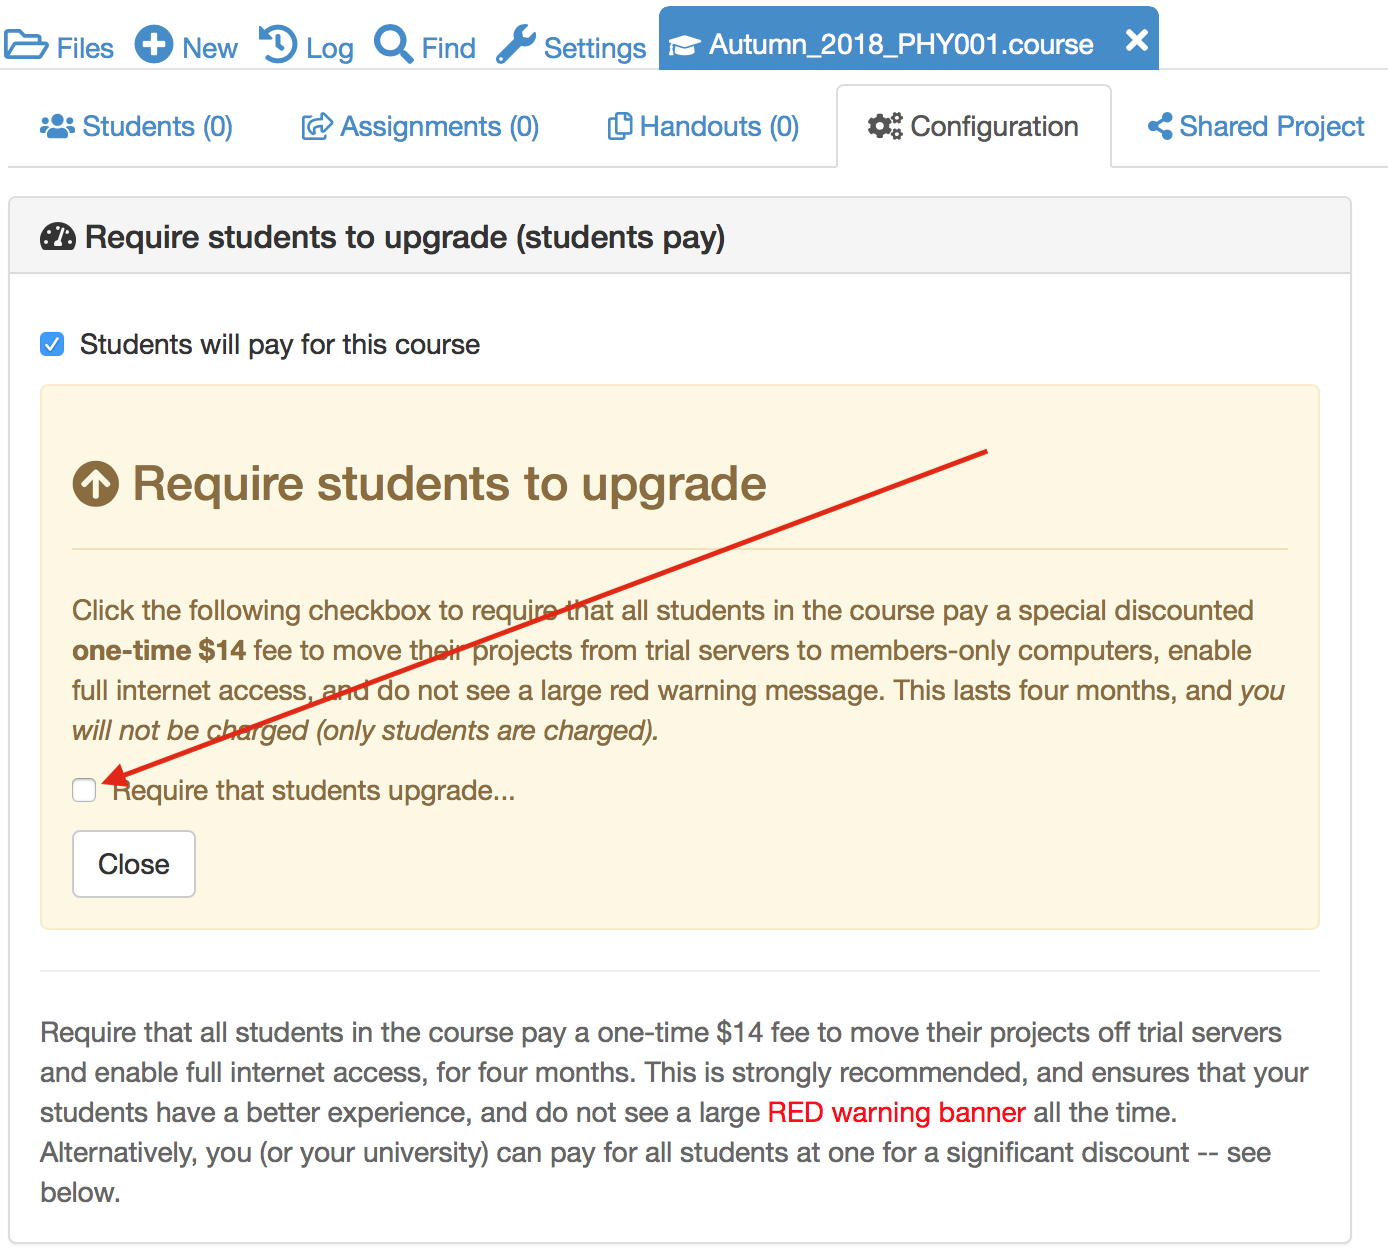 Files New Log Find Settings Autumn_2018_PHY001.course
Students (0) Assignments (0) Handouts (0) Configuration Shared Project
Require students to upgrade (students pay)
Students will pay for this course
Require students to upgrade
Click the following checkbox to require that all students in the course pay a special discounted
one-time $14 fee to move their projects from trial servers to members-only computers, enable
full internet access, and do not see a large red warning message. This lasts four months, and you
will not be charged (only students are charged).
Require that students upgrade...
Close
Require that all students in the course pay a one-time $14 fee to move their projects off trial servers
and enable full internet access, for four months. This is strongly recommended, and ensures that your
students have a better experience, and do not see a large RED warning banner all the time.
Alternatively, you (or your university) can pay for all students at one for a significant discount -- see
below.